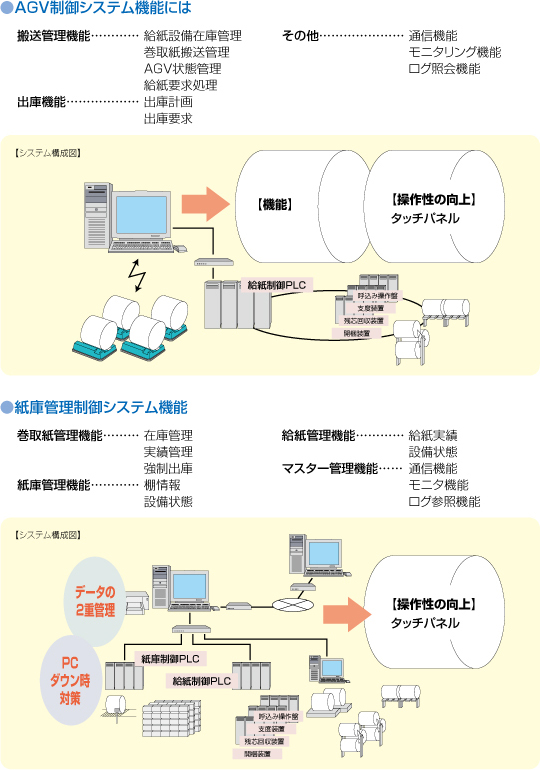 ●AGV制御システム機能には
搬送管理機能…………給紙設備在庫管理
巻取紙搬送管理
AGV状態管理
給紙要求処理
出庫機能………………出庫計画
出庫要求
その他…………………通信機能
モニタリング機能
ログ照会機能
【システム構成図】
【機能】
【操作性の向上】
タッチパネル
給紙制御PLC
呼込み操作盤
支度装置
残芯回収装置
開梱装置
●紙庫管理制御システム機能
巻取紙管理機能………在庫管理
実績管理
強制出庫
紙庫管理機能…………棚情報
設備状態
給紙管理機能…………給紙実績
設備状態
マスター管理機能……通信機能
モニタ機能
ログ参照機能
【システム構成図】
データの
2重管理
【操作性の向上】
タッチパネル
PC
ダウン時
対策
紙庫制御PLC
給紙制御PLC
呼込み操作盤
支度装置
残芯回収装置
開梱装置